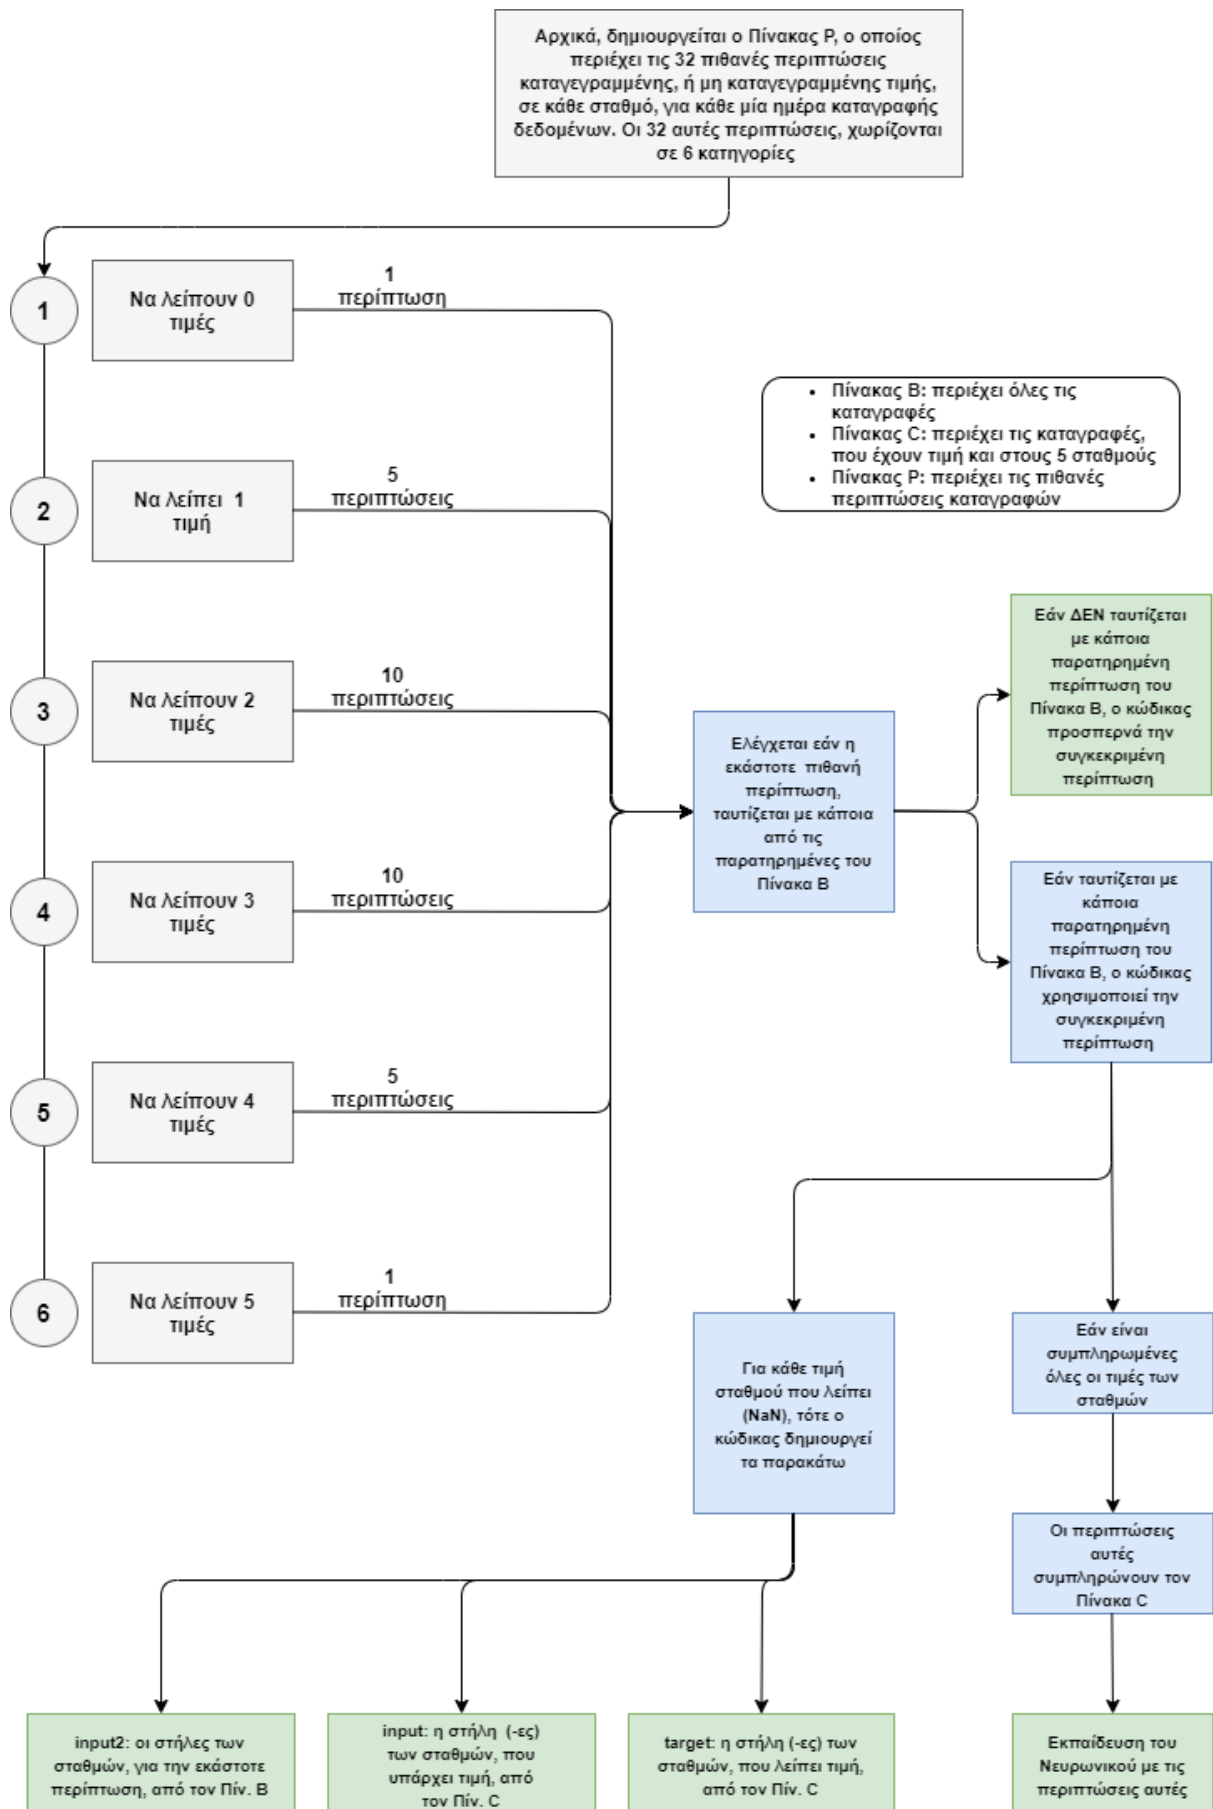 Αρχικά, δημιουργείται ο Πίνακας P, ο οποίος
περιέχει τις 32 πιθανές περιπτώσεις
καταγεγραμμένης, ή μη καταγεγραμμένης τιμής,
σε κάθε σταθμό, για κάθε μία ημέρα καταγραφής
δεδομένων. Οι 32 αυτές περιπτώσεις, χωρίζονται
σε 6 κατηγορίες
1
Να λείπουν 0
τιμές
1
περίπτωση
• Πίνακας Β: περιέχει όλες τις
καταγραφές
• Πίνακας C: περιέχει τις καταγραφές,
που έχουν τιμή και στους 5 σταθμούς
• Πίνακας P: περιέχει τις πιθανές
περιπτώσεις καταγραφών
2
Να λείπει 1
τιμή
5
περιπτώσεις
3
Να λείπουν 2
τιμές
10
περιπτώσεις
4
Να λείπουν 3
τιμές
10
περιπτώσεις
5
Να λείπουν 4
τιμές
5
περιπτώσεις
6
Να λείπουν 5
τιμές
1
περίπτωση
Ελέγχεται εάν η
εκάστοτε πιθανή
περίπτωση,
ταυτίζεται με κάποια
από τις
παρατηρημένες του
Πίνακα Β
Εάν ΔΕΝ ταυτίζεται
με κάποια
παρατηρημένη
περίπτωση του
Πίνακα Β, ο κώδικας
προσπερνά την
συγκεκριμένη
περίπτωση
Εάν ταυτίζεται με
κάποια
παρατηρημένη
περίπτωση του
Πίνακα Β, ο κώδικας
χρησιμοποιεί την
συγκεκριμένη
περίπτωση
Για κάθε τιμή
σταθμού που λείπει
(NaN), τότε ο
κώδικας δημιουργεί
τα παρακάτω
Εάν είναι
συμπληρωμένες
όλες οι τιμές των
σταθμών
Οι περιπτώσεις
αυτές
συμπληρώνουν τον
Πίνακα C
input2: οι στήλες των
σταθμών, για την εκάστοτε
περίπτωση, από τον Πίν. Β
input: η στήλη (-ες)
των σταθμών, που
υπάρχει τιμή, από
τον Πίν. C
target: η στήλη (-ες) των
σταθμών, που λείπει τιμή,
από τον Πίν. C
Εκπαίδευση του
Νευρωνικού με τις
περιπτώσεις αυτές